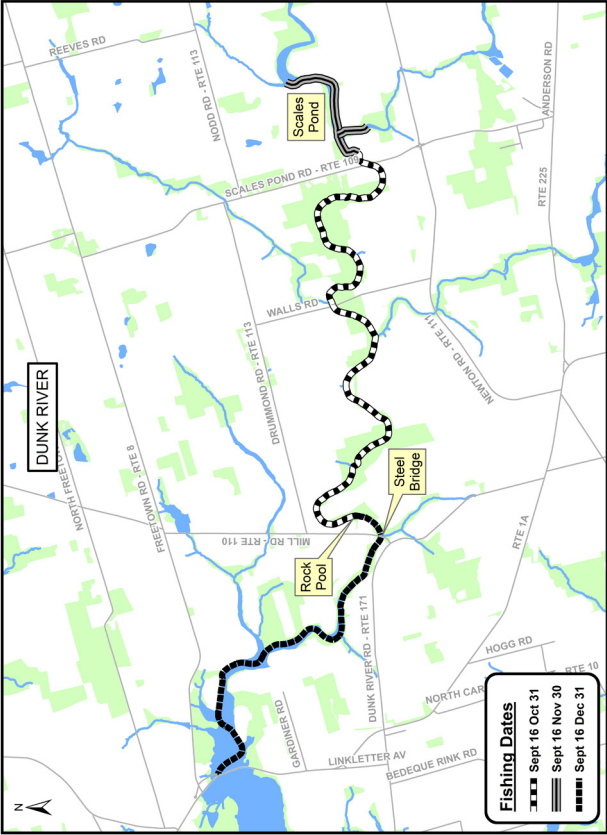 DUNK RIVER
REEVES RD
NODD RD - RTE 113
Scales
Pond
ANDERSON RD
SCALES POND RD - RTE 109
RTE 225
WALLS RD
DRUMMOND RD - RTE 113
NEWTON RD - RTE 111
NORTH FREETOW
FREETOWN RD - RTE 8
MILL RD - RTE 110
Steel
Bridge
Rock
Pool
RTE 1A
DUNK RIVER RD - RTE 171
HOGG RD
RTE 10
NORTH CAR
GARDINER RD
LINKLETTER AV
BEDEQUE RINK RD
N
Fishing Dates
Sept 16 Oct 31
Sept 16 Nov 30
Sept 16 Dec 31